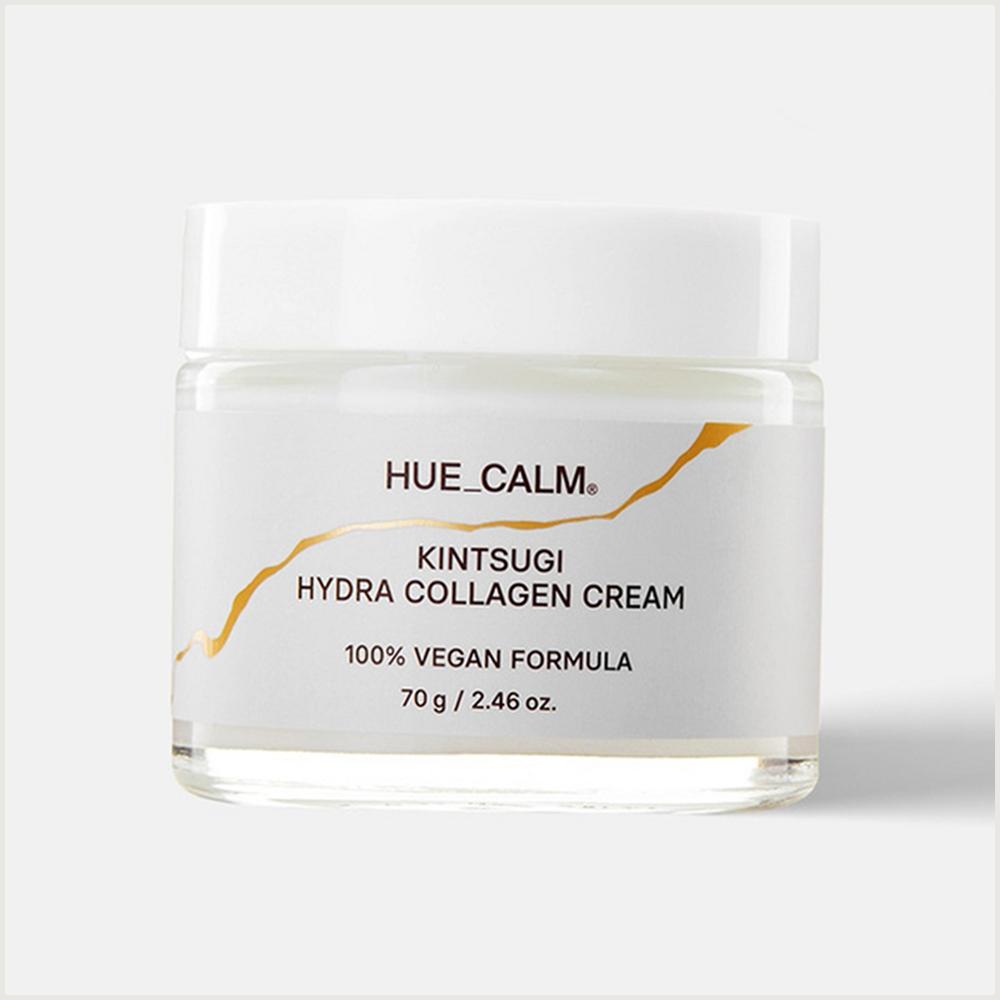 HUE_CALM®
KINTSUGI
HYDRA COLLAGEN CREAM
100% VEGAN FORMULA
70 g / 2.46 oz.